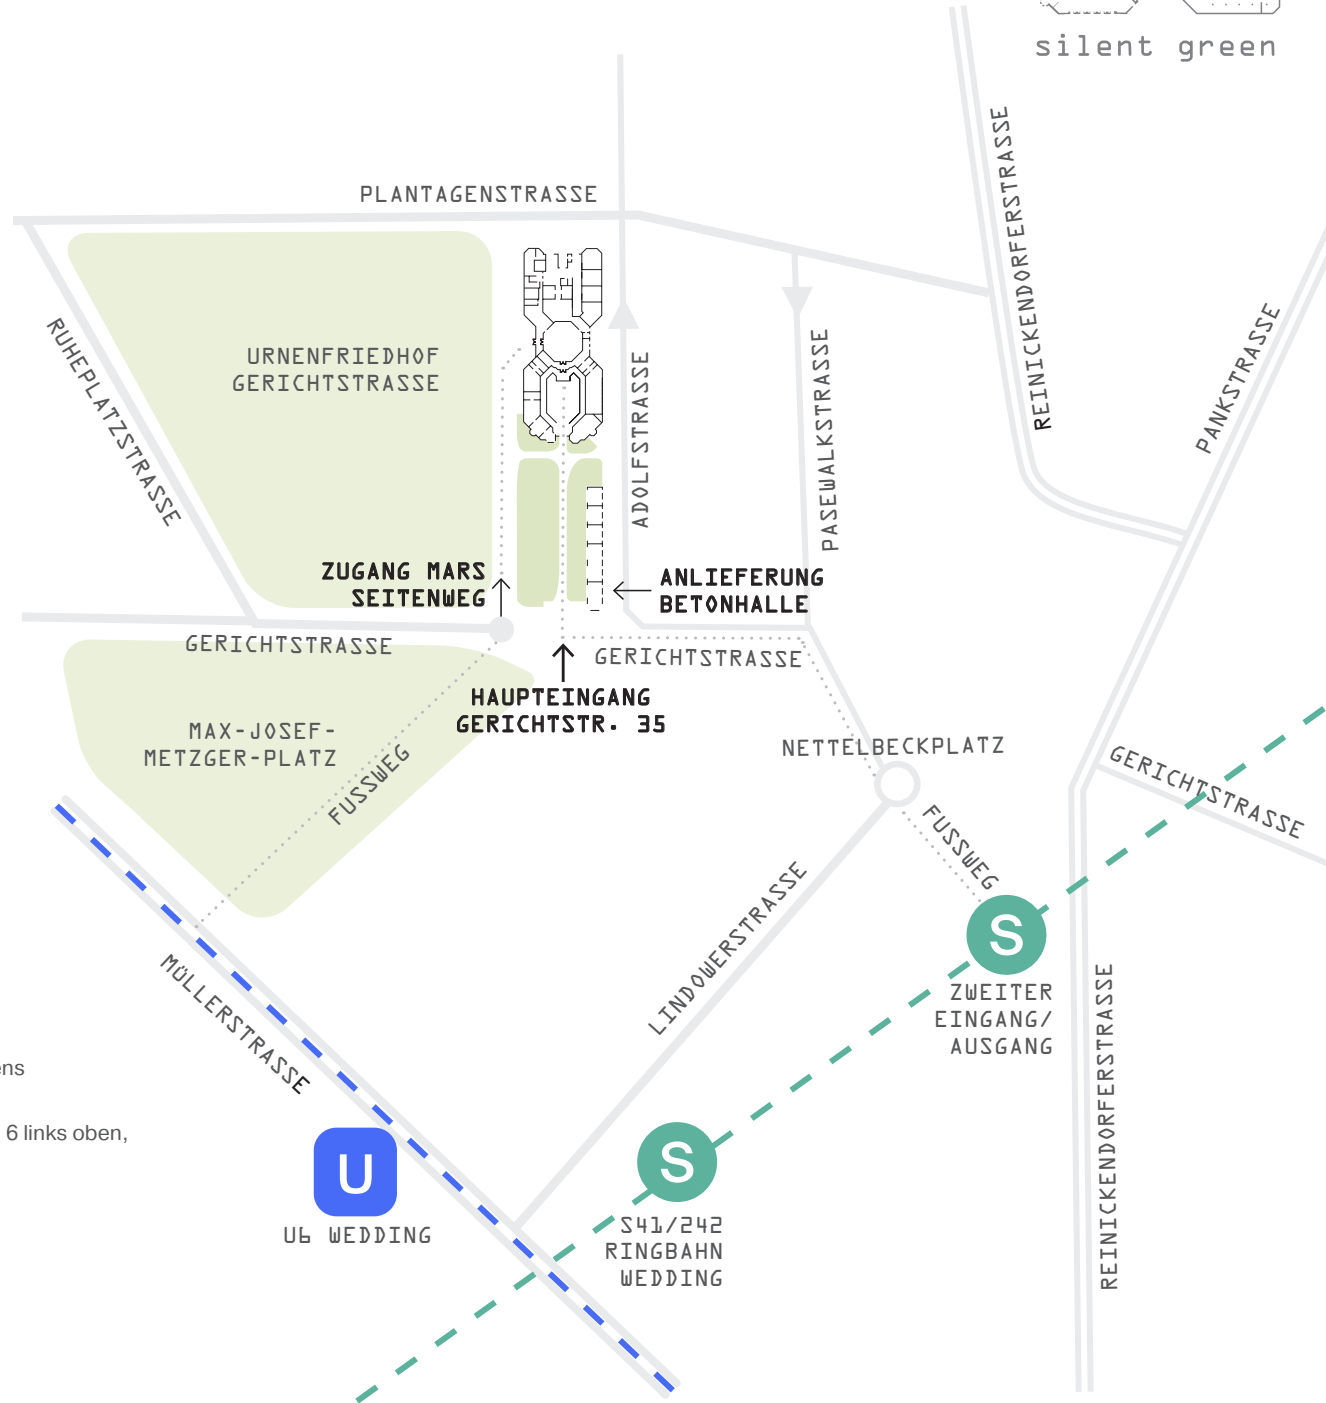 silent green
REINICKENDORFERSTRASSE
PLANTAGENSTRASSE
PANKSTRASSE
RUHEPLATZSTRASSE
URNENFRIEDHOF
GERICHTSTRASSE
ADOLFSTRASSE
PASEWALKSTRASSE
ZUGANG MARS
SEITENWEG
ANLIEFERUNG
BETONHALLE
GERICHTSTRASSE
GERICHTSTRASSE
HAUPTEINGANG
GERICHTSTR. 35
MAX-JOSEF-
METZGER-PLATZ
FUSSWEG
NETTELBECKPLATZ
GERICHTSTRASSE
FUSSWEG
LINDOWERSTRASSE
S
ZWEITER
EINGANG/
AUSGANG
MÜLLERSTRASSE
REINICKENDORFERSTRASSE
ens
6 links oben,
U
U6 WEDDING
S
S41/242
RINGBAHN
WEDDING